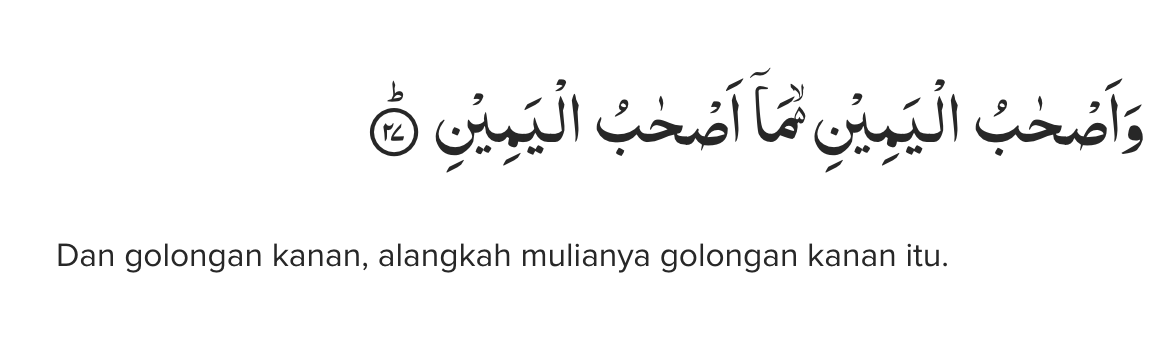 وَاَصْحٰبُ الْيَمِيْنِ ەۙ مَآ اَصْحٰبُ الْيَمِيْنِۗ ٢٧
Dan golongan kanan, alangkah mulianya golongan kanan itu.